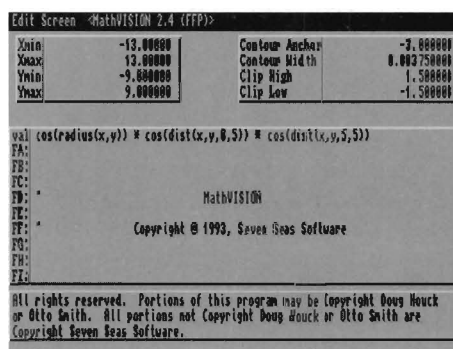 Edit Screen <MathVISION 2.4 (FFP)>
Xmin -13.00000
Xmax 13.00000
Ymin -9.000000
Ymax 9.000000
Contour Anchor -3.000000
Contour Width 0.003750000
Clip High 1.500000
Clip Low -1.500000
val cos(radius(x,y)) * cos(dist(x,y,0,5)) * cos(dist(x,y,5,5))
FA:
FB:
FC:
FD: " MathVISION
FE:
FF: " Copyright © 1993, Seven Seas Software
FG:
FH:
FI:
All rights reserved. Portions of this program may be Copyright Doug Houck
or Otto Smith. All portions not Copyright Doug Houck or Otto Smith are
Copyright Seven Seas Software.